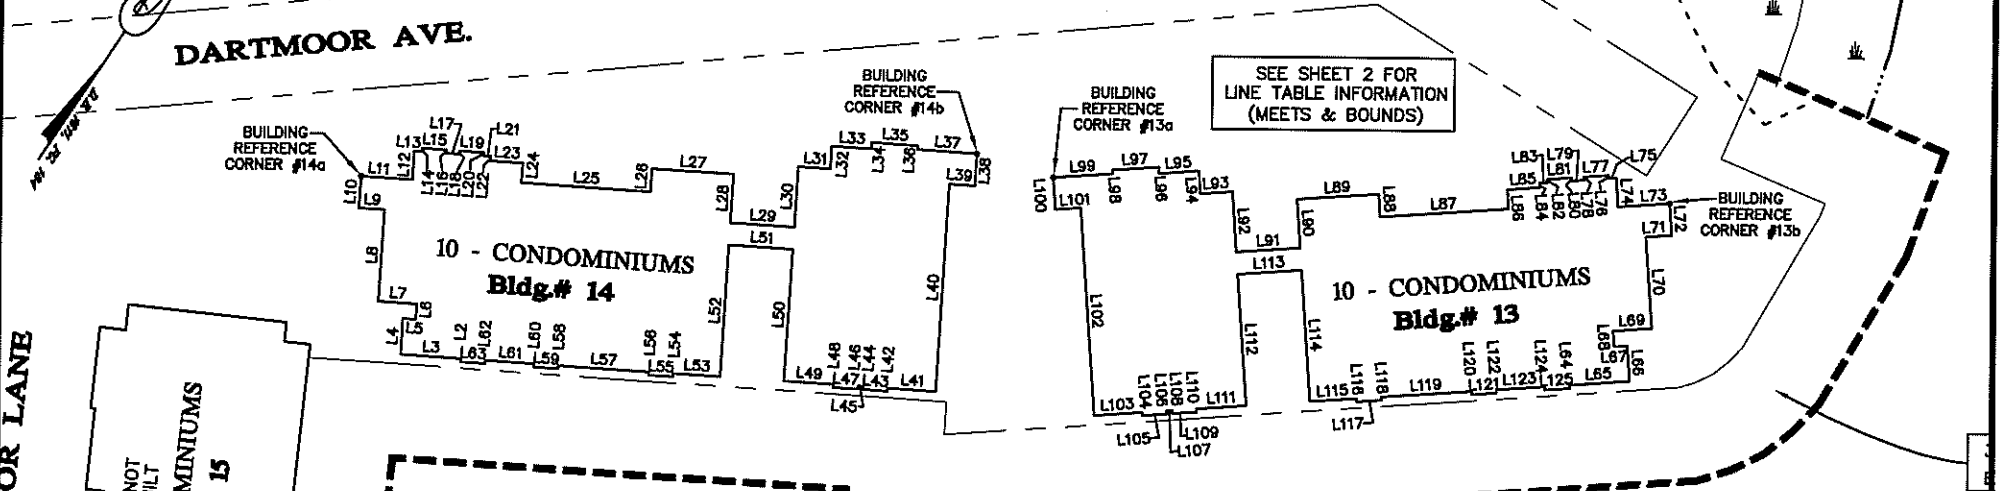 DARTMOOR AVE.
SEE SHEET 2 FOR
LINE TABLE INFORMATION
(MEETS & BOUNDS)
BUILDING
REFERENCE
CORNER #14a
BUILDING
REFERENCE
CORNER #14b
BUILDING
REFERENCE
CORNER #13a
BUILDING
REFERENCE
CORNER #13b
L10
L9
L11
L12
L13
L15
L17
L19
L21
L23
L14
L16
L18
L20
L22
L24
L25
L26
L27
L28
L29
L30
L31
L32
L33
L34
L35
L36
L37
L38
L39
L40
L8
L7
L6
L5
L4
L3
L2
L63
L62
L61
L60
L59
L58
L57
L56
L55
L54
L53
L52
L51
L50
L49
L48
L47
L46
L45
L44
L43
L42
L41
10 - CONDOMINIUMS
Bldg.# 14
L99
L97
L95
L93
L100
L101
L98
L96
L94
L92
L91
L90
L89
L88
L87
L86
L85
L83
L81
L79
L77
L75
L84
L82
L80
L78
L76
L74
L73
L72
L71
L70
L69
L68
L67
L66
L65
L64
L125
L124
L123
L122
L121
L120
L119
L118
L117
L116
L115
L114
L113
L112
L111
L110
L109
L108
L107
L106
L105
L104
L103
L102
10 - CONDOMINIUMS
Bldg.# 13
OR LANE
NOT
ILT
MINIUMS
15